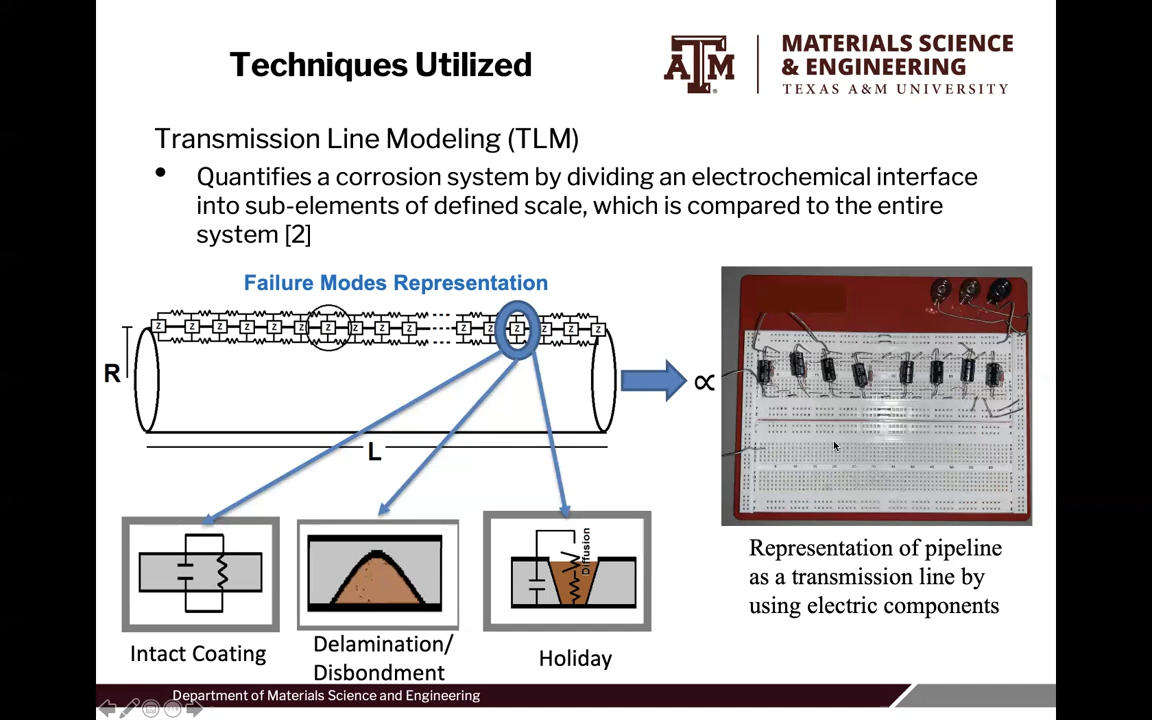 Techniques Utilized
ATM
MATERIALS SCIENCE
& ENGINEERING
TEXAS A&M UNIVERSITY
Transmission Line Modeling (TLM)
• Quantifies a corrosion system by dividing an electrochemical interface
into sub-elements of defined scale, which is compared to the entire
system [2]
Failure Modes Representation
Z Z Z Z Z Z Z Z Z Z Z Z Z Z Z Z
R
L
∝
Diffusion
Intact Coating
Delamination/
Disbondment
Holiday
Representation of pipeline
as a transmission line by
using electric components
Department of Materials Science and Engineering